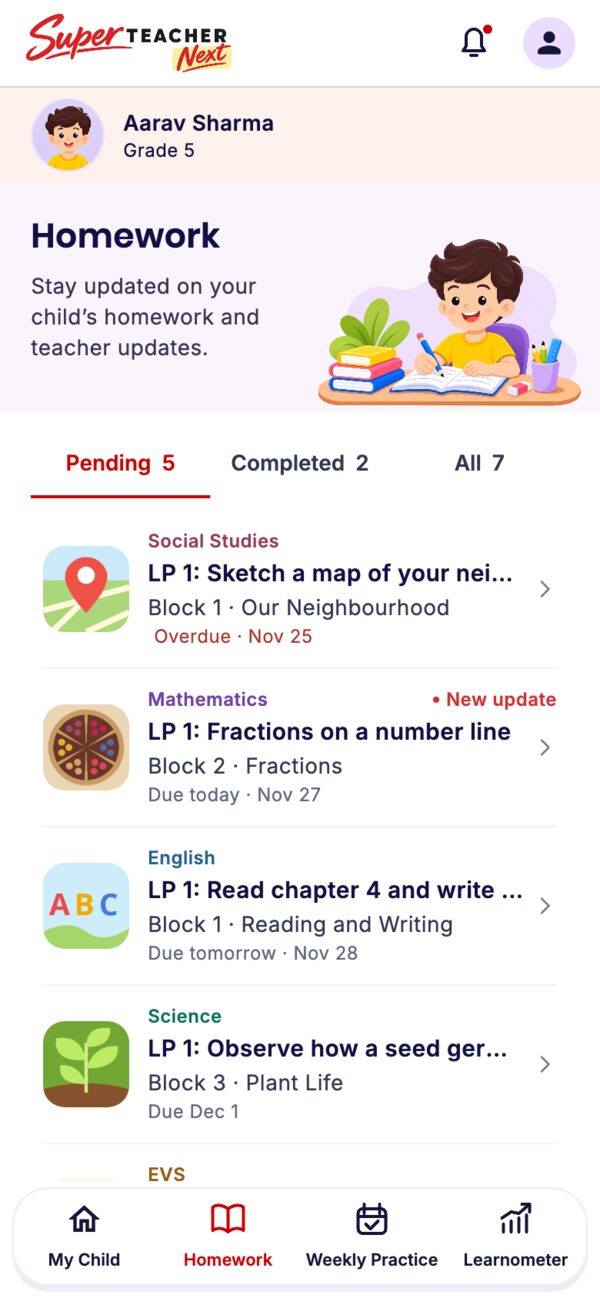 Super TEACHER
Next
Aarav Sharma
Grade 5
Homework
Stay updated on your
child's homework and
teacher updates.
Pending 5 Completed 2 All 7
Social Studies
LP 1: Sketch a map of your nei...
Block 1 · Our Neighbourhood
Overdue · Nov 25
Mathematics • New update
LP 1: Fractions on a number line
Block 2 · Fractions
Due today · Nov 27
English
ABC
LP 1: Read chapter 4 and write ...
Block 1 · Reading and Writing
Due tomorrow · Nov 28
Science
LP 1: Observe how a seed ger...
Block 3 · Plant Life
Due Dec 1
EVS
My Child Homework Weekly Practice Learnometer